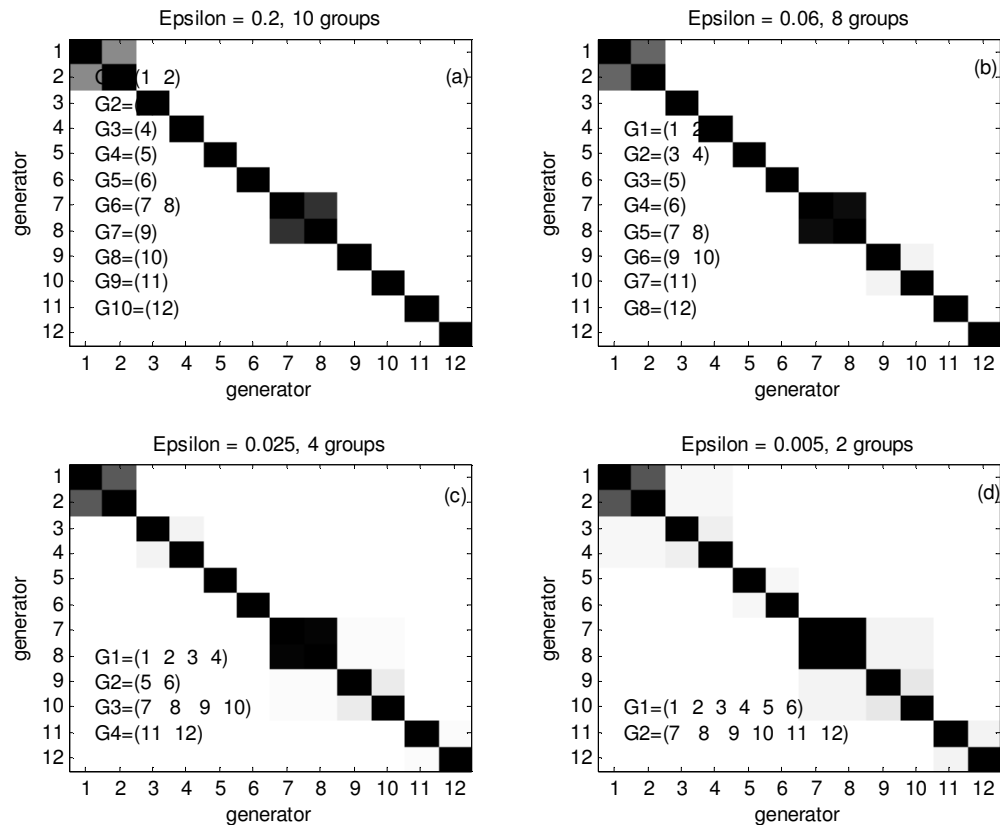 Epsilon = 0.2, 10 groups
(a)
1
2
3
4
5
6
7
8
9
10
11
12
generator
(1 2)
G2=
G3=(4)
G4=(5)
G5=(6)
G6=(7 8)
G7=(9)
G8=(10)
G9=(11)
G10=(12)
1 2 3 4 5 6 7 8 9 10 11 12
generator
Epsilon = 0.06, 8 groups
(b)
1
2
3
4
5
6
7
8
9
10
11
12
generator
G1=(1 2
G2=(3 4)
G3=(5)
G4=(6)
G5=(7 8)
G6=(9 10)
G7=(11)
G8=(12)
1 2 3 4 5 6 7 8 9 10 11 12
generator
Epsilon = 0.025, 4 groups
(c)
1
2
3
4
5
6
7
8
9
10
11
12
generator
G1=(1 2 3 4)
G2=(5 6)
G3=(7 8 9 10)
G4=(11 12)
1 2 3 4 5 6 7 8 9 10 11 12
generator
Epsilon = 0.005, 2 groups
(d)
1
2
3
4
5
6
7
8
9
10
11
12
generator
G1=(1 2 3 4 5 6)
G2=(7 8 9 10 11 12)
1 2 3 4 5 6 7 8 9 10 11 12
generator